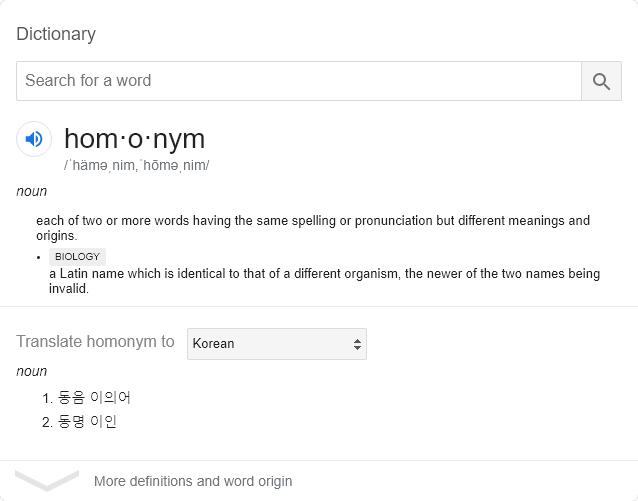 Dictionary
Search for a word
hom·o·nym
/ˈhäməˌnim,ˈhōməˌnim/
noun
each of two or more words having the same spelling or pronunciation but different meanings and
origins.
• BIOLOGY
a Latin name which is identical to that of a different organism, the newer of the two names being
invalid.
Translate homonym to Korean
noun
1. 동음 이의어
2. 동명 이인
More definitions and word origin